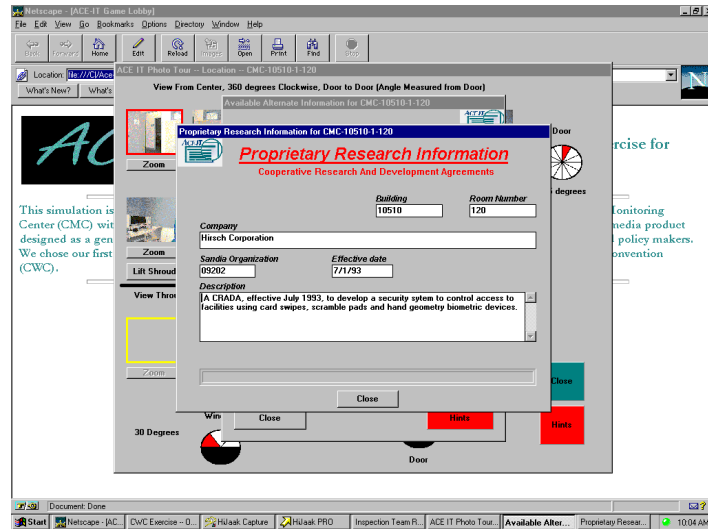 Netscape - [ACE-IT Game Lobby]
File Edit View Go Bookmarks Options Directory Window Help
Back Forward Home Edit Reload Images Open Print Find Stop
Location: file:///C|/Ace
What's New? What's
ACE IT Photo Tour -- Location -- CMC-10510-1-120
View From Center, 360 degrees Clockwise, Door to Door (Angle Measured from Door)
Available Alternate Information for CMC-10510-1-120
ACE IT
Proprietary Research Information for CMC-10510-1-120
ACE IT
Proprietary Research Information
Cooperative Research And Development Agreements
Building Room Number
10510 120
Company
Hirsch Corporation
Sandia Organization Effective date
09202 7/1/93
Description
A CRADA, effective July 1993, to develop a security sytem to control access to
facilities using card swipes, scramble pads and hand geometry biometric devices.
Close
Zoom
Door
degrees
Zoom
Lift Shroud
View Throu
Zoom
Close
Win
Close Hints
Hints
30 Degrees
Door
AC
rcise for
This simulation is
Center (CMC) wit
designed as a gen
We chose our first
(CWC).
Monitoring
media product
policy makers.
onvention
Document: Done
Start Netscape - [AC... CWC Exercise -- O... HiJaak Capture HiJaak PRO Inspection Team R... ACE IT Photo Tour... Available Alter... Proprietary Resear... 10:04 AM